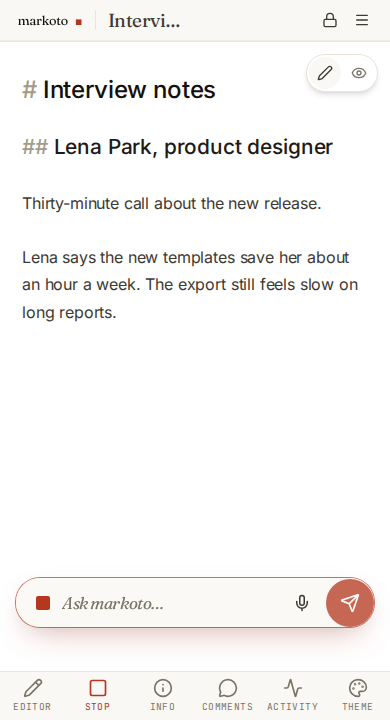 markoto
Intervi...
# Interview notes
## Lena Park, product designer
Thirty-minute call about the new release.
Lena says the new templates save her about
an hour a week. The export still feels slow on
long reports.
Ask markoto...
EDITOR STOP INFO COMMENTS ACTIVITY THEME